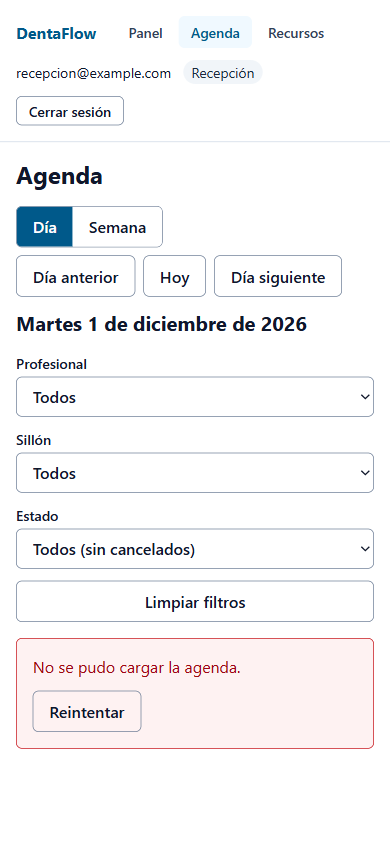 DentaFlow Panel Agenda Recursos
recepcion@example.com Recepción
Cerrar sesión
Agenda
Día Semana
Día anterior Hoy Día siguiente
Martes 1 de diciembre de 2026
Profesional
Todos
Sillón
Todos
Estado
Todos (sin cancelados)
Limpiar filtros
No se pudo cargar la agenda.
Reintentar